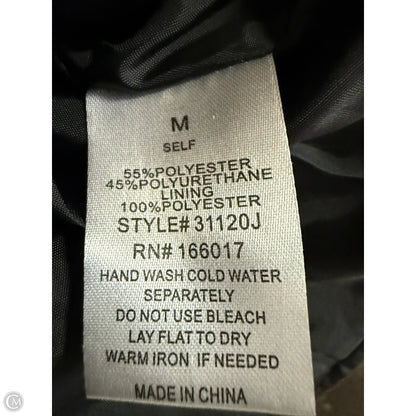 M
SELF
55%POLYESTER
45%POLYURETHANE
LINING
100%POLYESTER
STYLE# 31120J
RN# 166017
HAND WASH COLD WATER
SEPARATELY
DO NOT USE BLEACH
LAY FLAT TO DRY
WARM IRON IF NEEDED
MADE IN CHINA
M